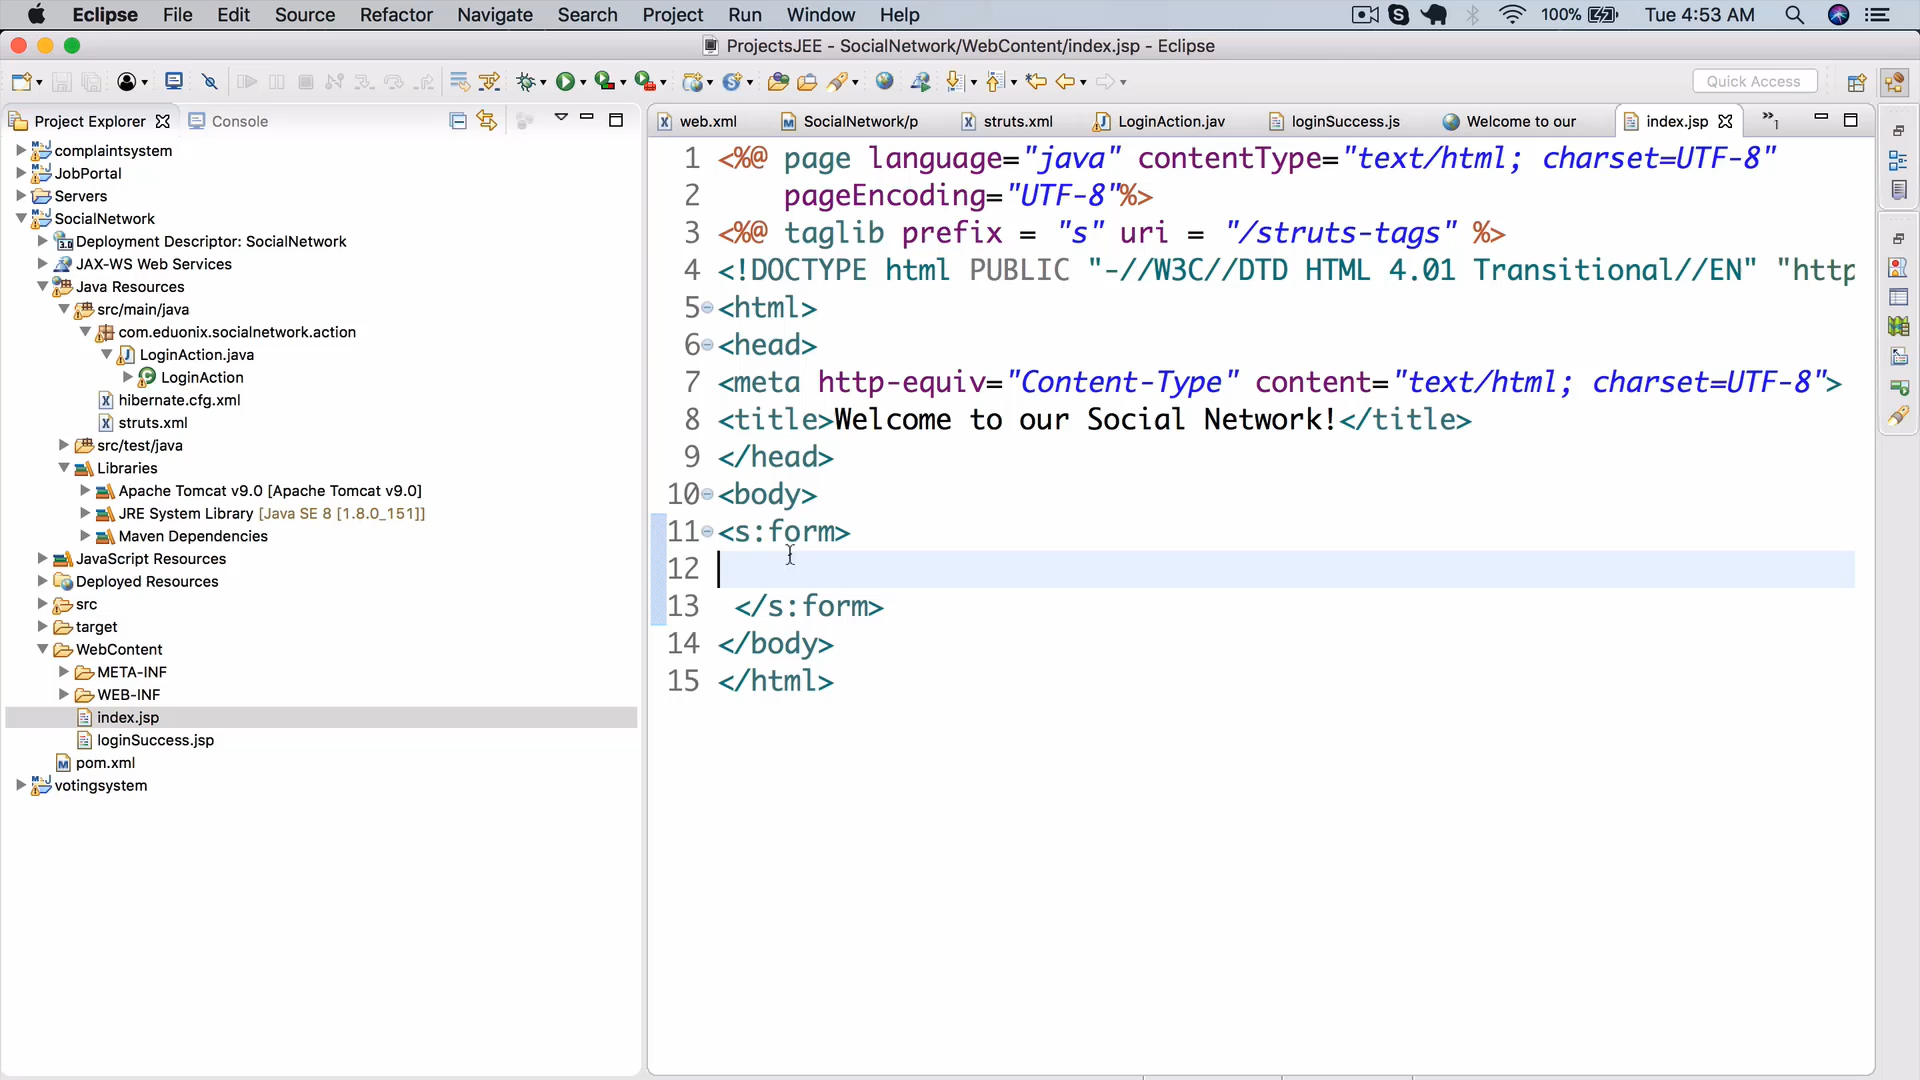 Eclipse File Edit Source Refactor Navigate Search Project Run Window Help 100% Tue 4:53 AM
ProjectsJEE - SocialNetwork/WebContent/index.jsp - Eclipse
Quick Access
Project Explorer Console
complaintsystem
JobPortal
Servers
SocialNetwork
Deployment Descriptor: SocialNetwork
JAX-WS Web Services
Java Resources
src/main/java
com.eduonix.socialnetwork.action
LoginAction.java
LoginAction
hibernate.cfg.xml
struts.xml
src/test/java
Libraries
Apache Tomcat v9.0 [Apache Tomcat v9.0]
JRE System Library [Java SE 8 [1.8.0_151]]
Maven Dependencies
JavaScript Resources
Deployed Resources
src
target
WebContent
META-INF
WEB-INF
index.jsp
loginSuccess.jsp
pom.xml
votingsystem
web.xml SocialNetwork/p struts.xml LoginAction.jav loginSuccess.js Welcome to our index.jsp »1
1 <%@ page language="java" contentType="text/html; charset=UTF-8"
2 pageEncoding="UTF-8"%>
3 <%@ taglib prefix = "s" uri = "/struts-tags" %>
4 <!DOCTYPE html PUBLIC "-//W3C//DTD HTML 4.01 Transitional//EN" "http
5 <html>
6 <head>
7 <meta http-equiv="Content-Type" content="text/html; charset=UTF-8">
8 <title>Welcome to our Social Network!</title>
9 </head>
10 <body>
11 <s:form>
12
13 </s:form>
14 </body>
15 </html>